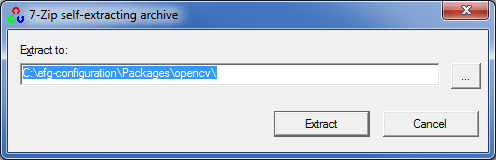 7-Zip self-extracting archive
Extract to:
C:\efg-configuration\Packages\opencv\
...
Extract
Cancel